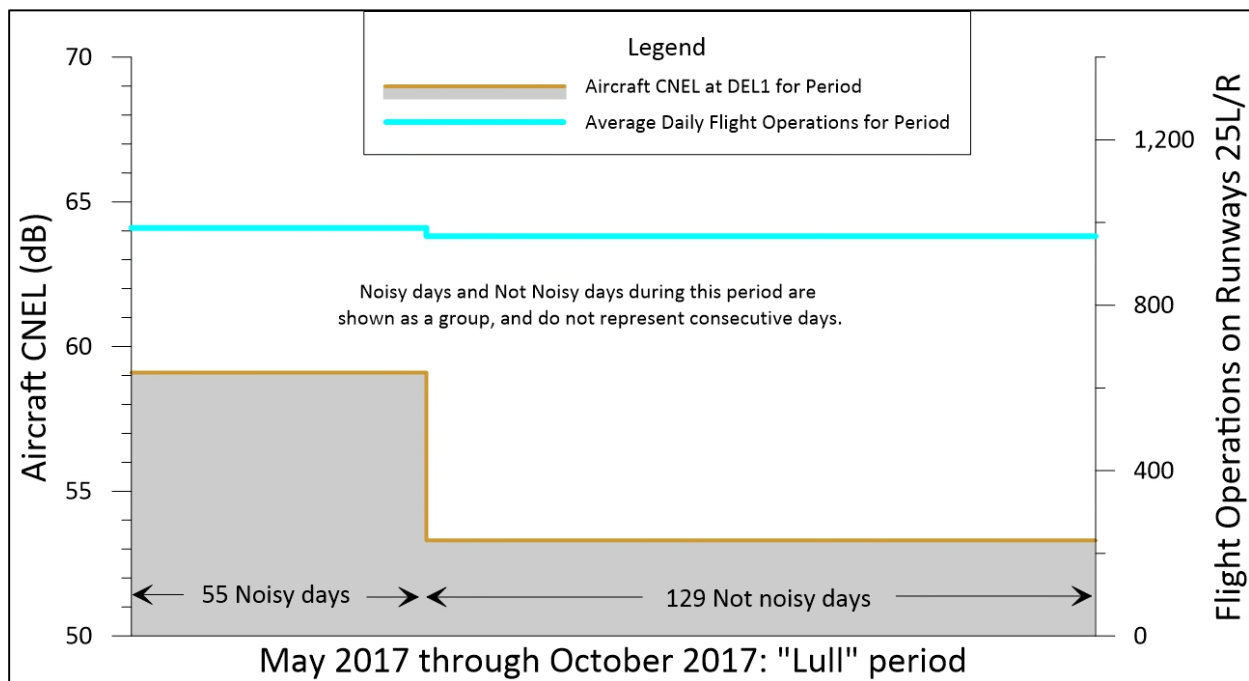 Legend
Aircraft CNEL at DEL1 for Period
Average Daily Flight Operations for Period
Aircraft CNEL (dB)
70
65
60
55
50
Noisy days and Not Noisy days during this period are
shown as a group, and do not represent consecutive days.
55 Noisy days
129 Not noisy days
1,200
800
400
0
Flight Operations on Runways 25L/R
May 2017 through October 2017: "Lull" period